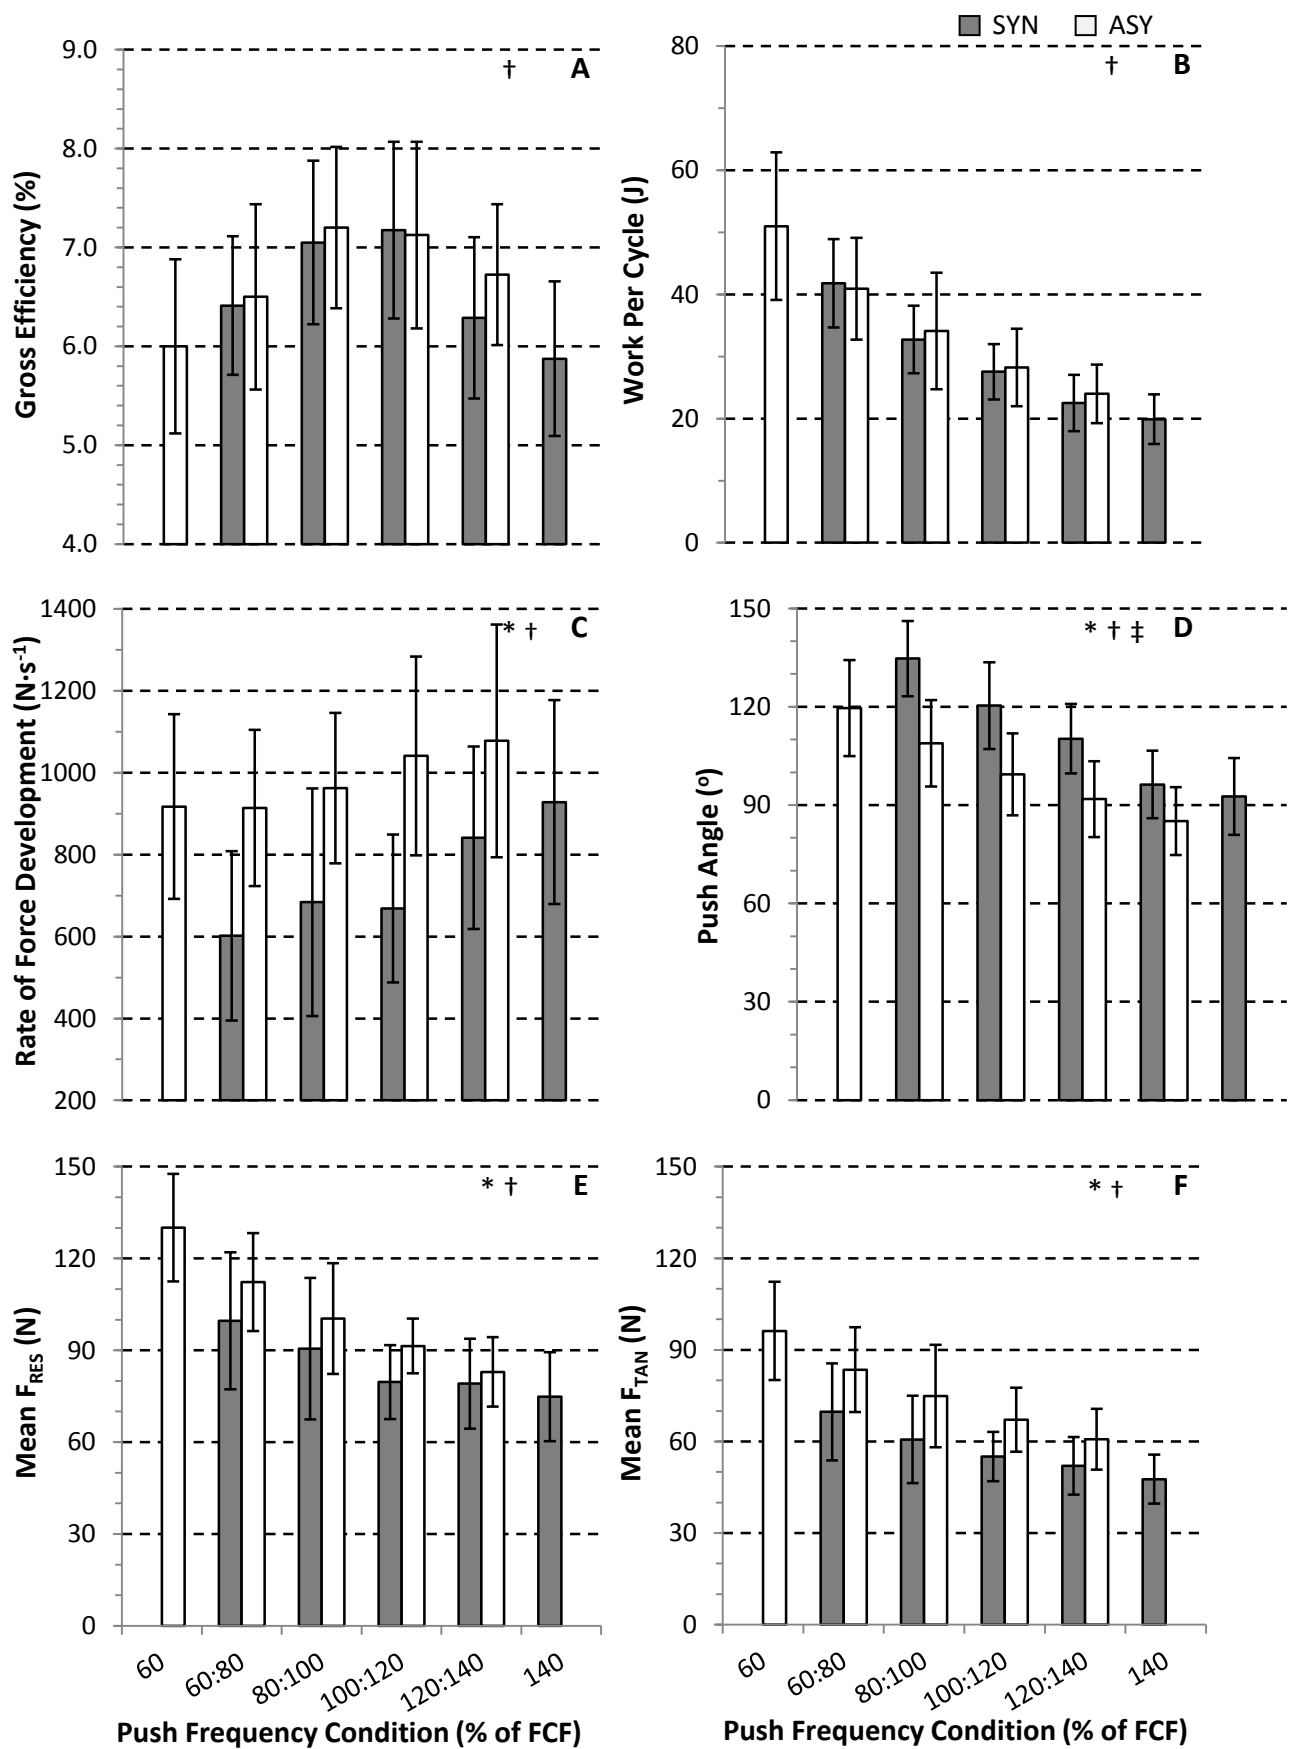 SYN ASY
Gross Efficiency (%)
9.0
8.0
7.0
6.0
5.0
4.0
† A
Work Per Cycle (J)
80
60
40
20
0
† B
Rate of Force Development (N·s-1)
1400
1200
1000
800
600
400
200
* † C
Push Angle (º)
150
120
90
60
30
0
* † ‡ D
Mean FRES (N)
150
120
90
60
30
0
* † E
60 60:80 80:100 100:120 120:140 140
Push Frequency Condition (% of FCF)
Mean FTAN (N)
150
120
90
60
30
0
* † F
60 60:80 80:100 100:120 120:140 140
Push Frequency Condition (% of FCF)